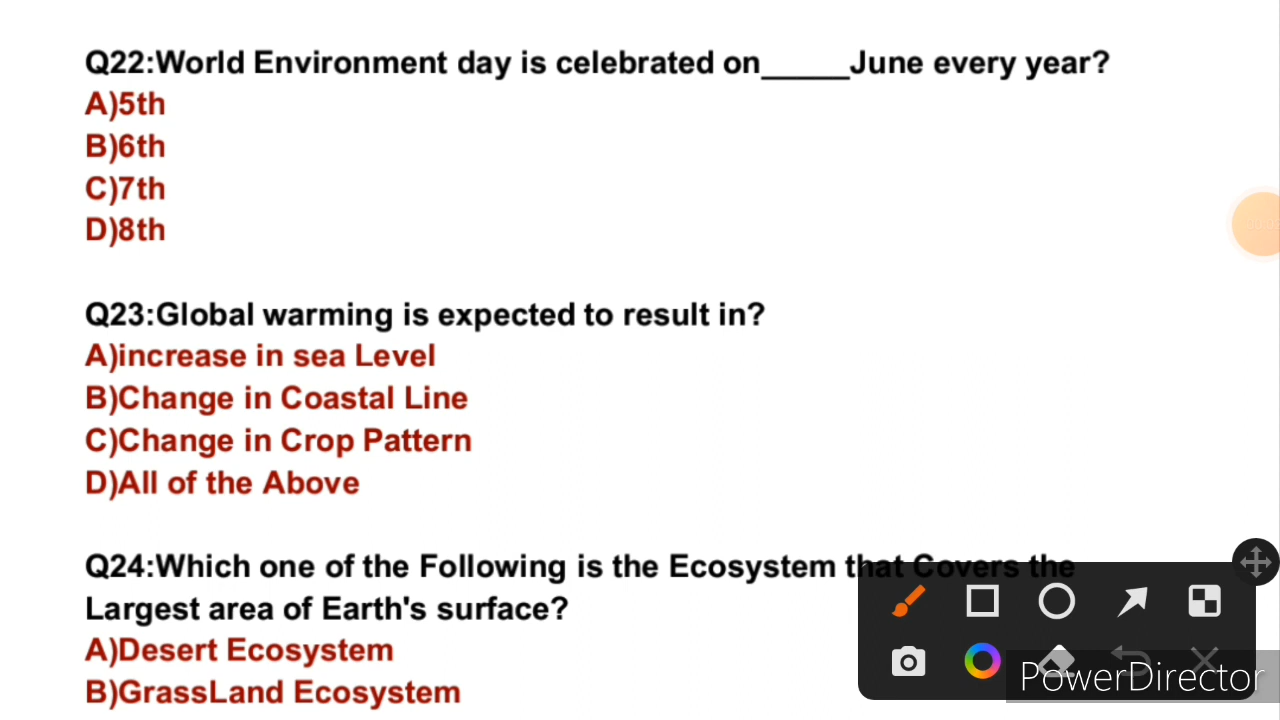 Q22:World Environment day is celebrated on_____June every year?
A)5th
B)6th
C)7th
D)8th
Q23:Global warming is expected to result in?
A)increase in sea Level
B)Change in Coastal Line
C)Change in Crop Pattern
D)All of the Above
Q24:Which one of the Following is the Ecosystem that Covers the
Largest area of Earth's surface?
A)Desert Ecosystem
B)GrassLand Ecosystem
PowerDirector